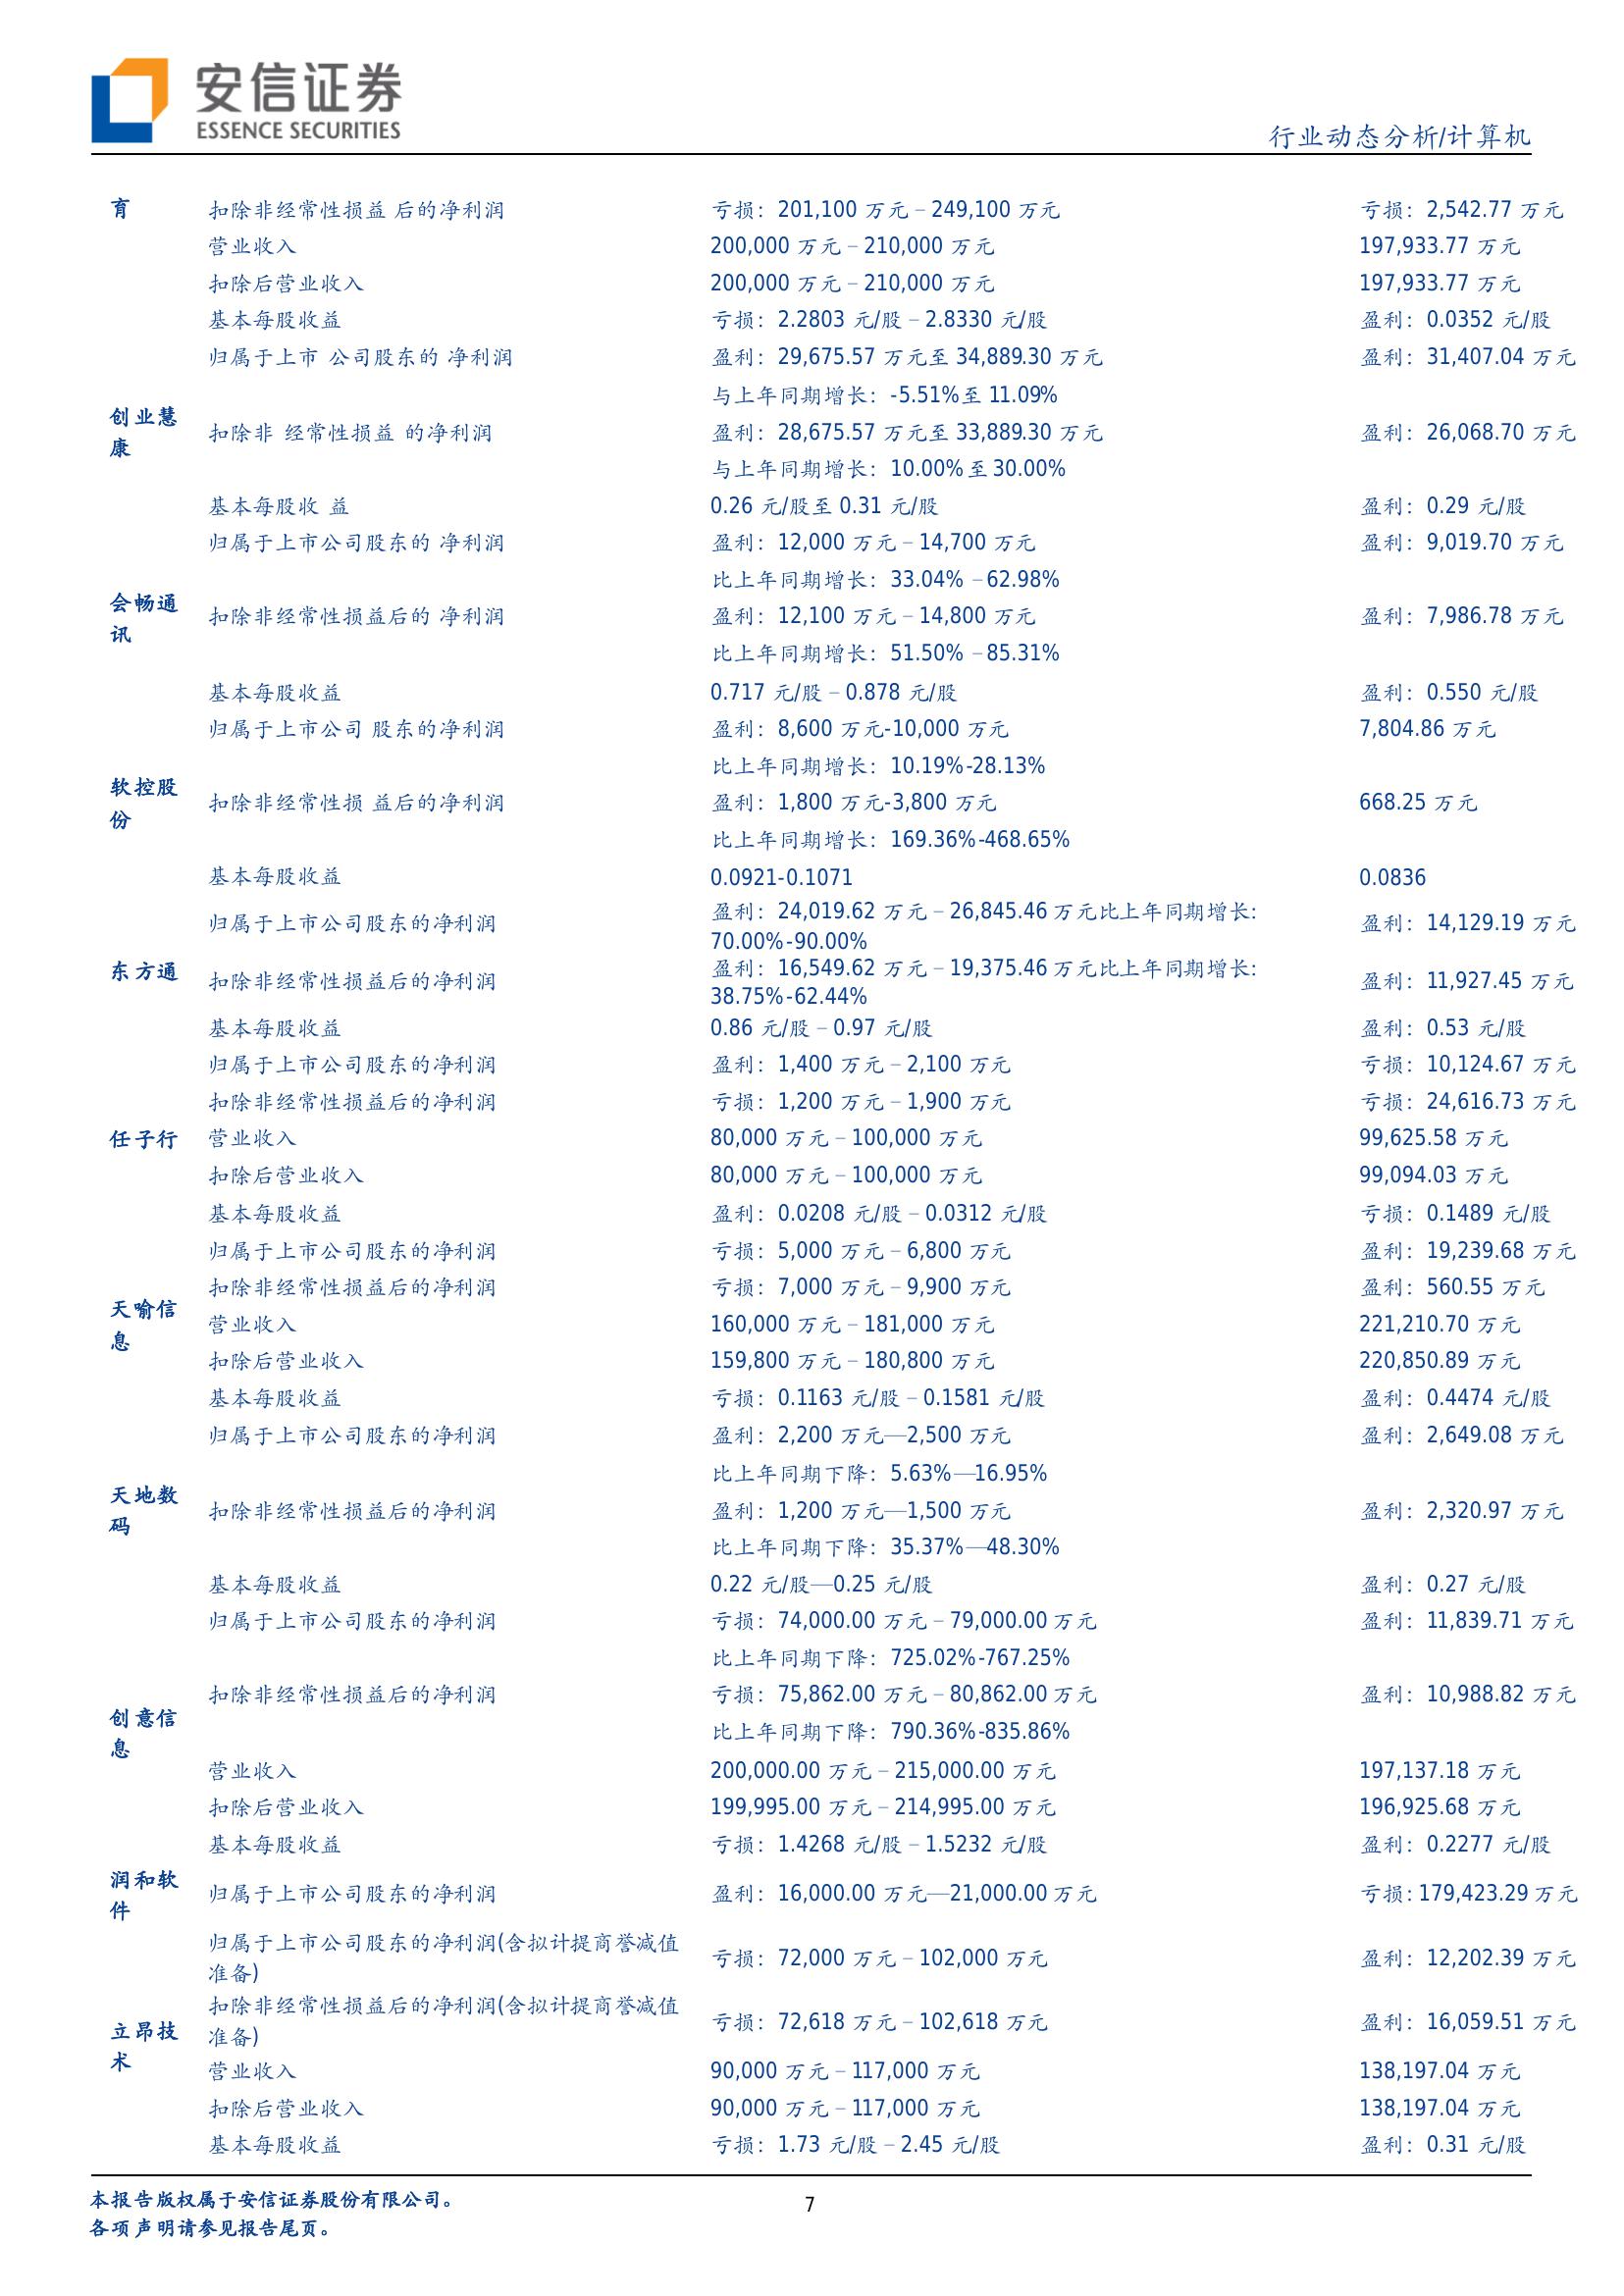 安信证券
ESSENCE SECURITIES
行业动态分析/计算机
育
扣除非经常性损益 后的净利润 亏损：201,100 万元 – 249,100 万元 亏损：2,542.77 万元
营业收入 200,000 万元 – 210,000 万元 197,933.77 万元
扣除后营业收入 200,000 万元 – 210,000 万元 197,933.77 万元
基本每股收益 亏损：2.2803 元/股 – 2.8330 元/股 盈利：0.0352 元/股
创业慧
康
归属于上市 公司股东的 净利润 盈利：29,675.57 万元至 34,889.30 万元 盈利：31,407.04 万元
与上年同期增长：-5.51%至 11.09%
扣除非 经常性损益 的净利润 盈利：28,675.57 万元至 33,889.30 万元 盈利：26,068.70 万元
与上年同期增长：10.00%至 30.00%
基本每股收 益 0.26 元/股至 0.31 元/股 盈利：0.29 元/股
会畅通
讯
归属于上市公司股东的 净利润 盈利：12,000 万元 – 14,700 万元 盈利：9,019.70 万元
比上年同期增长：33.04% – 62.98%
扣除非经常性损益后的 净利润 盈利：12,100 万元 – 14,800 万元 盈利：7,986.78 万元
比上年同期增长：51.50% – 85.31%
基本每股收益 0.717 元/股 – 0.878 元/股 盈利：0.550 元/股
软控股
份
归属于上市公司 股东的净利润 盈利：8,600 万元-10,000 万元 7,804.86 万元
比上年同期增长：10.19%-28.13%
扣除非经常性损 益后的净利润 盈利：1,800 万元-3,800 万元 668.25 万元
比上年同期增长：169.36%-468.65%
基本每股收益 0.0921-0.1071 0.0836
东方通
归属于上市公司股东的净利润 盈利：24,019.62 万元 – 26,845.46 万元比上年同期增长： 盈利：14,129.19 万元
70.00%-90.00%
扣除非经常性损益后的净利润 盈利：16,549.62 万元 – 19,375.46 万元比上年同期增长： 盈利：11,927.45 万元
38.75%-62.44%
基本每股收益 0.86 元/股 – 0.97 元/股 盈利：0.53 元/股
任子行
归属于上市公司股东的净利润 盈利：1,400 万元 – 2,100 万元 亏损：10,124.67 万元
扣除非经常性损益后的净利润 亏损：1,200 万元 – 1,900 万元 亏损：24,616.73 万元
营业收入 80,000 万元 – 100,000 万元 99,625.58 万元
扣除后营业收入 80,000 万元 – 100,000 万元 99,094.03 万元
基本每股收益 盈利：0.0208 元/股 – 0.0312 元/股 亏损：0.1489 元/股
天喻信
息
归属于上市公司股东的净利润 亏损：5,000 万元 – 6,800 万元 盈利：19,239.68 万元
扣除非经常性损益后的净利润 亏损：7,000 万元 – 9,900 万元 盈利：560.55 万元
营业收入 160,000 万元 – 181,000 万元 221,210.70 万元
扣除后营业收入 159,800 万元 – 180,800 万元 220,850.89 万元
基本每股收益 亏损：0.1163 元/股 – 0.1581 元/股 盈利：0.4474 元/股
天地数
码
归属于上市公司股东的净利润 盈利：2,200 万元—2,500 万元 盈利：2,649.08 万元
比上年同期下降：5.63%—16.95%
扣除非经常性损益后的净利润 盈利：1,200 万元—1,500 万元 盈利：2,320.97 万元
比上年同期下降：35.37%—48.30%
基本每股收益 0.22 元/股—0.25 元/股 盈利：0.27 元/股
创意信
息
归属于上市公司股东的净利润 亏损：74,000.00 万元 – 79,000.00 万元 盈利：11,839.71 万元
比上年同期下降：725.02%-767.25%
扣除非经常性损益后的净利润 亏损：75,862.00 万元 – 80,862.00 万元 盈利：10,988.82 万元
比上年同期下降：790.36%-835.86%
营业收入 200,000.00 万元 – 215,000.00 万元 197,137.18 万元
扣除后营业收入 199,995.00 万元 – 214,995.00 万元 196,925.68 万元
基本每股收益 亏损：1.4268 元/股 – 1.5232 元/股 盈利：0.2277 元/股
润和软
件
归属于上市公司股东的净利润 盈利：16,000.00 万元—21,000.00 万元 亏损：179,423.29 万元
立昂技
术
归属于上市公司股东的净利润(含拟计提商誉减值 亏损：72,000 万元 – 102,000 万元 盈利：12,202.39 万元
准备)
扣除非经常性损益后的净利润(含拟计提商誉减值 亏损：72,618 万元 – 102,618 万元 盈利：16,059.51 万元
准备)
营业收入 90,000 万元 – 117,000 万元 138,197.04 万元
扣除后营业收入 90,000 万元 – 117,000 万元 138,197.04 万元
基本每股收益 亏损：1.73 元/股 – 2.45 元/股 盈利：0.31 元/股
本报告版权属于安信证券股份有限公司。
各项声明请参见报告尾页。
7